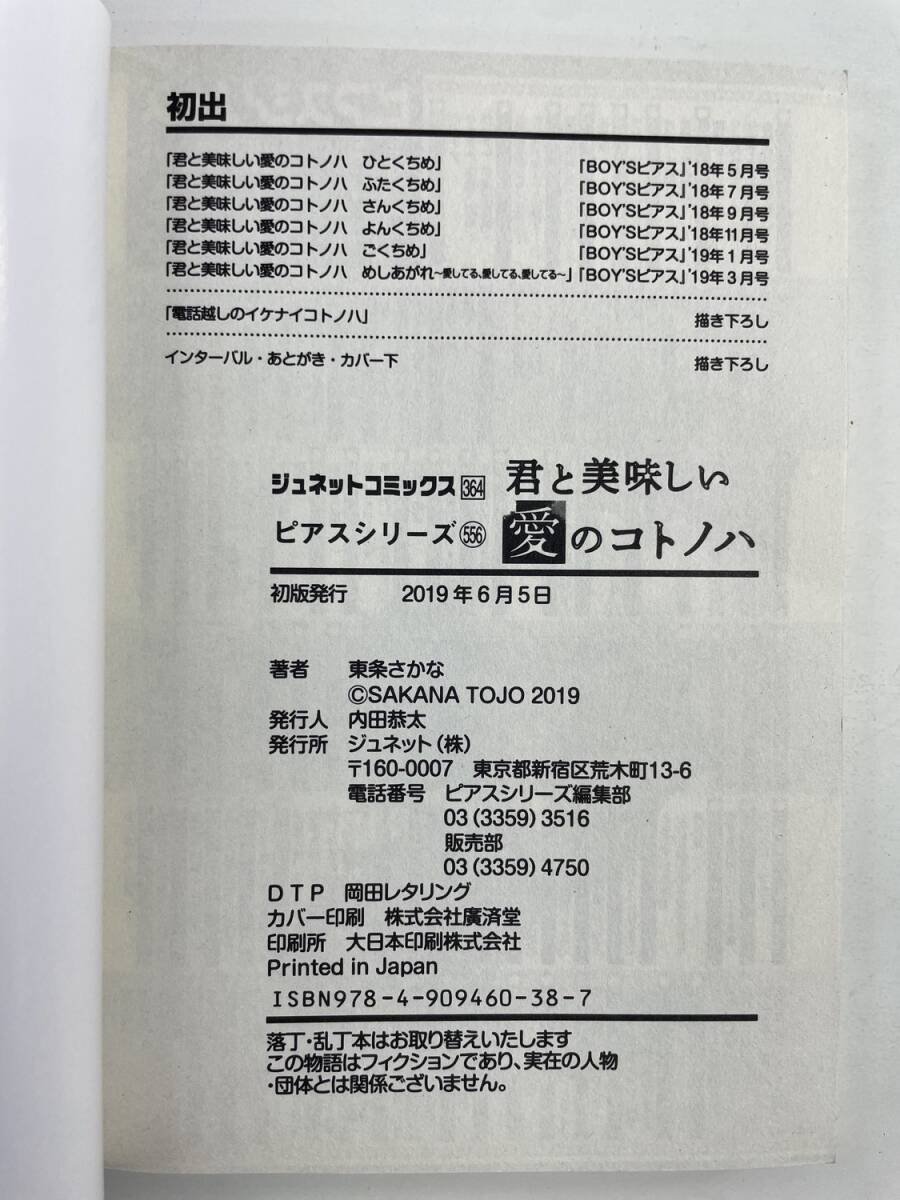 初出
「君と美味しい愛のコトノハ　ひとくちめ」　「BOY'Sピアス」'18年5月号
「君と美味しい愛のコトノハ　ふたくちめ」　「BOY'Sピアス」'18年7月号
「君と美味しい愛のコトノハ　さんくちめ」　「BOY'Sピアス」'18年9月号
「君と美味しい愛のコトノハ　よんくちめ」　「BOY'Sピアス」'18年11月号
「君と美味しい愛のコトノハ　ごくちめ」　「BOY'Sピアス」'19年1月号
「君と美味しい愛のコトノハ　めしあがれ〜愛してる、愛してる、愛してる〜」「BOY'Sピアス」'19年3月号
「電話越しのイケナイコトノハ」　描き下ろし
インターバル・あとがき・カバー下　描き下ろし
ジュネットコミックス364
ピアスシリーズ556
君と美味しい
愛のコトノハ
初版発行　2019年6月5日
著者　東条さかな
©SAKANA TOJO 2019
発行人　内田恭太
発行所　ジュネット(株)
〒160-0007　東京都新宿区荒木町13-6
電話番号　ピアスシリーズ編集部
03(3359)3516
販売部
03(3359)4750
DTP　岡田レタリング
カバー印刷　株式会社廣済堂
印刷所　大日本印刷株式会社
Printed in Japan
ISBN978-4-909460-38-7
落丁・乱丁本はお取り替えいたします
この物語はフィクションであり、実在の人物
・団体とは関係ございません。